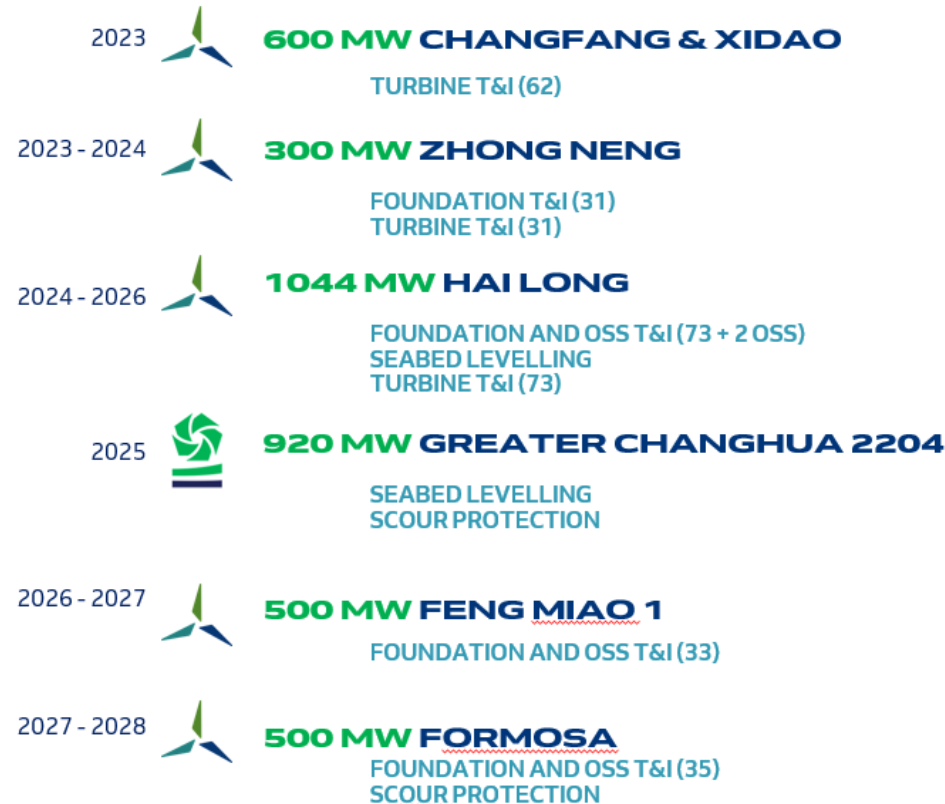 2023
600 MW CHANGFANG & XIDAO
TURBINE T&I (62)
2023 - 2024
300 MW ZHONG NENG
FOUNDATION T&I (31)
TURBINE T&I (31)
2024 - 2026
1044 MW HAI LONG
FOUNDATION AND OSS T&I (73 + 2 OSS)
SEABED LEVELLING
TURBINE T&I (73)
2025
920 MW GREATER CHANGHUA 2204
SEABED LEVELLING
SCOUR PROTECTION
2026 - 2027
500 MW FENG MIAO 1
FOUNDATION AND OSS T&I (33)
2027 - 2028
500 MW FORMOSA
FOUNDATION AND OSS T&I (35)
SCOUR PROTECTION